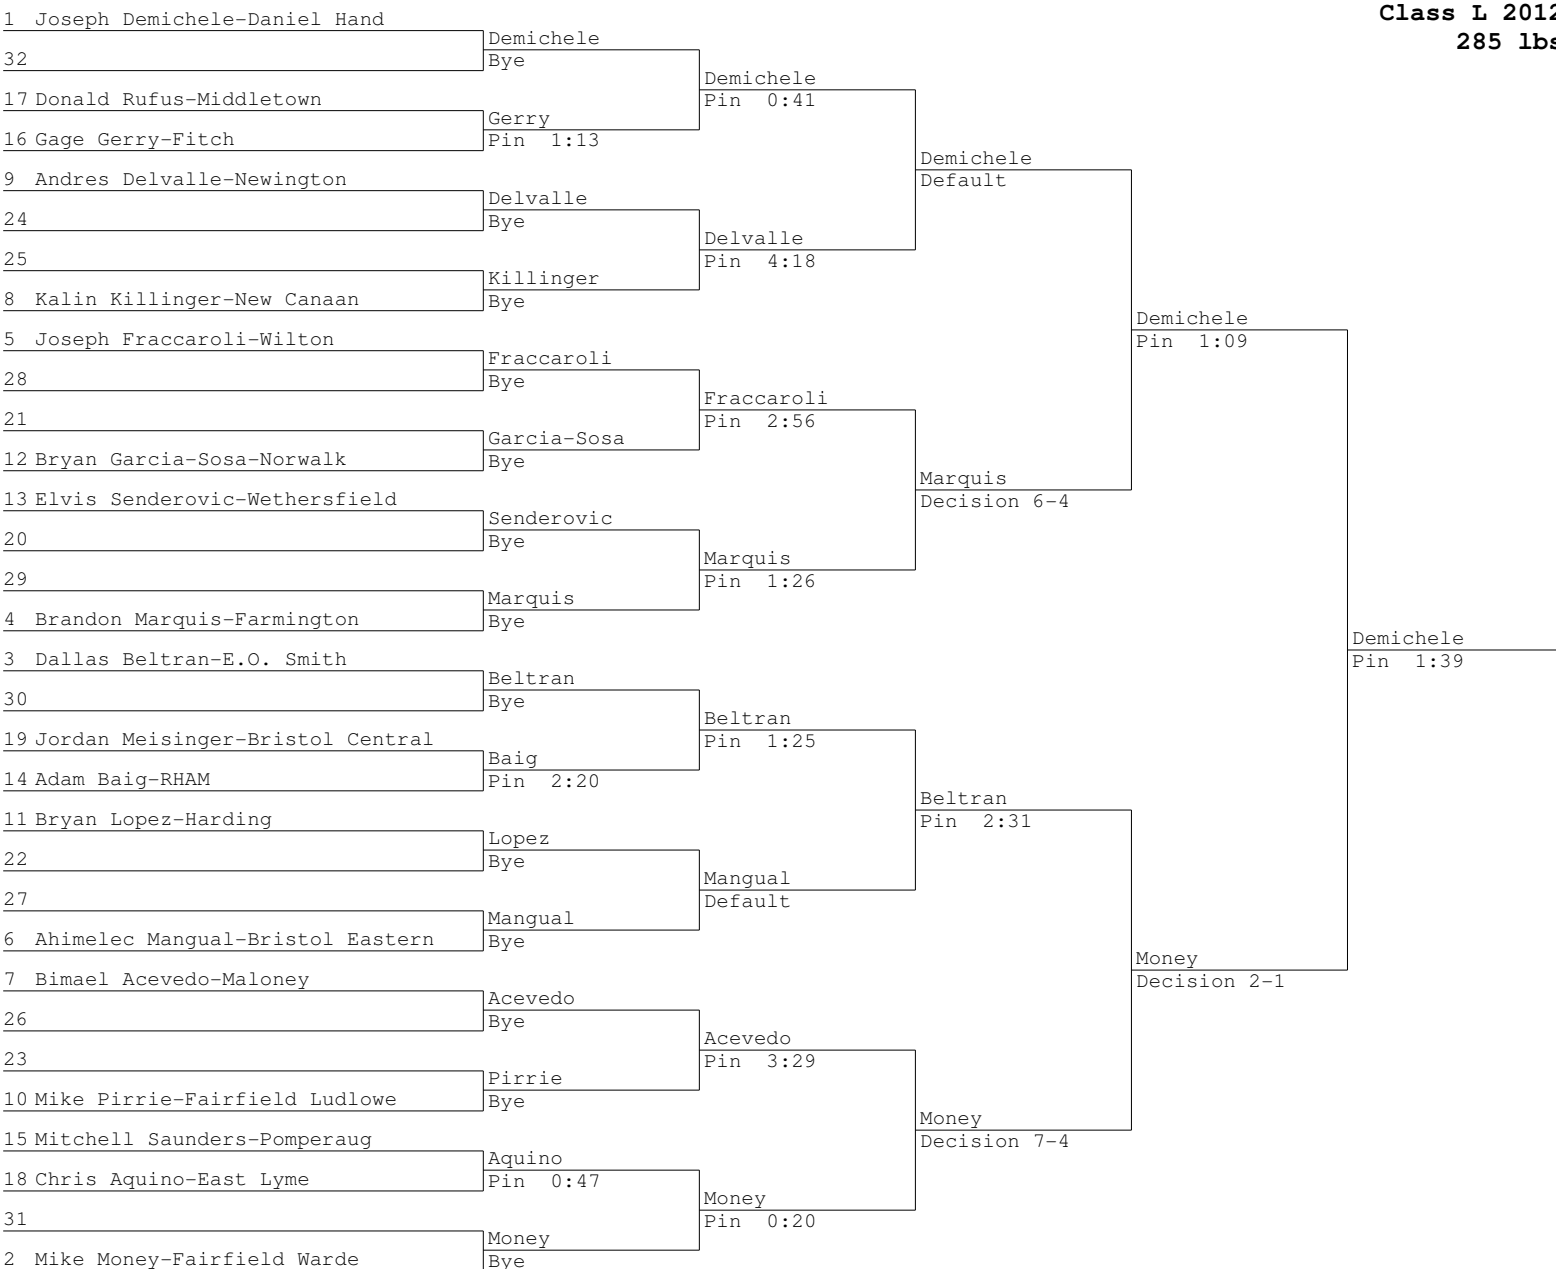 Class L 2012
285 lbs
1 Joseph Demichele-Daniel Hand
32
17 Donald Rufus-Middletown
16 Gage Gerry-Fitch
9 Andres Delvalle-Newington
24
25
8 Kalin Killinger-New Canaan
5 Joseph Fraccaroli-Wilton
28
21
12 Bryan Garcia-Sosa-Norwalk
13 Elvis Senderovic-Wethersfield
20
29
4 Brandon Marquis-Farmington
3 Dallas Beltran-E.O. Smith
30
19 Jordan Meisinger-Bristol Central
14 Adam Baig-RHAM
11 Bryan Lopez-Harding
22
27
6 Ahimelec Mangual-Bristol Eastern
7 Bimael Acevedo-Maloney
26
23
10 Mike Pirrie-Fairfield Ludlowe
15 Mitchell Saunders-Pomperaug
18 Chris Aquino-East Lyme
31
2 Mike Money-Fairfield Warde
Demichele
Bye
Gerry
Pin 1:13
Delvalle
Bye
Killinger
Bye
Fraccaroli
Bye
Garcia-Sosa
Bye
Senderovic
Bye
Marquis
Bye
Beltran
Bye
Baig
Pin 2:20
Lopez
Bye
Mangual
Bye
Acevedo
Bye
Pirrie
Bye
Aquino
Pin 0:47
Money
Bye
Demichele
Pin 0:41
Delvalle
Pin 4:18
Fraccaroli
Pin 2:56
Marquis
Pin 1:26
Beltran
Pin 1:25
Mangual
Default
Acevedo
Pin 3:29
Money
Pin 0:20
Demichele
Default
Marquis
Decision 6-4
Beltran
Pin 2:31
Money
Decision 7-4
Demichele
Pin 1:09
Money
Decision 2-1
Demichele
Pin 1:39